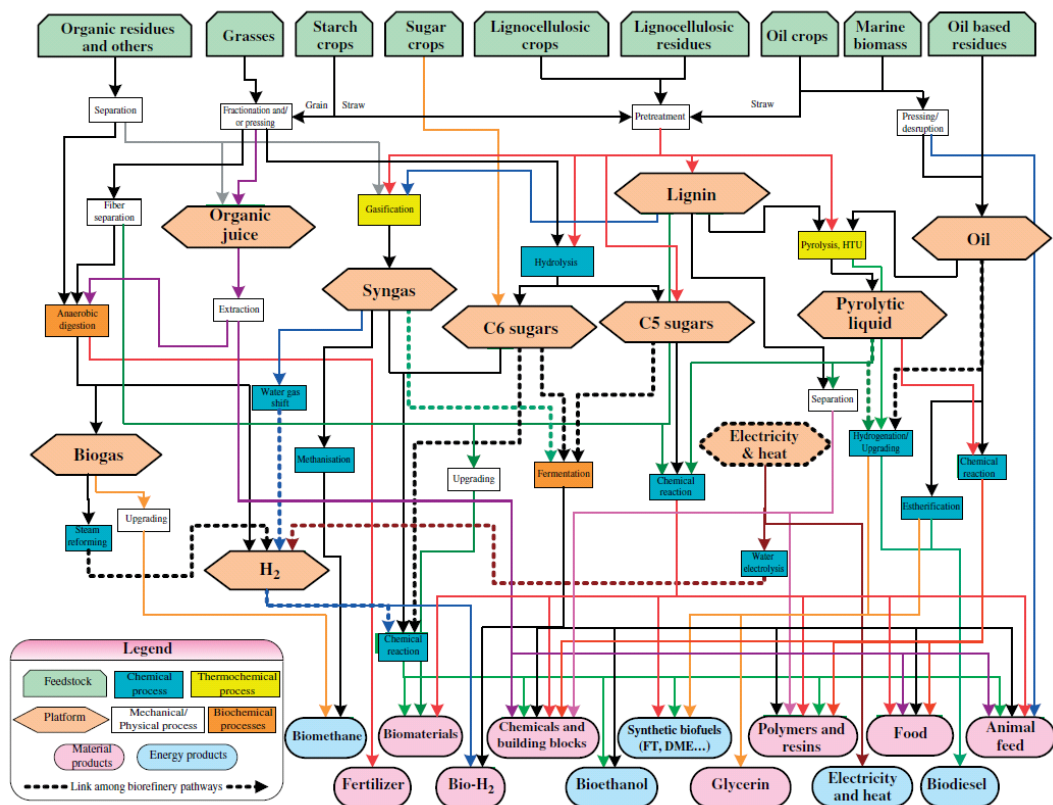 Organic residues
and others
Grasses
Starch
crops
Sugar
crops
Lignocellulosic
crops
Lignocellulosic
residues
Oil crops
Marine
biomass
Oil based
residues
Separation
Fractionation and/
or pressing
Grain
Straw
Pretreatment
Straw
Pressing/
desruption
Fiber
separation
Organic
juice
Gasification
Lignin
Pyrolysis, HTU
Oil
Hydrolysis
Syngas
C6 sugars
C5 sugars
Pyrolytic
liquid
Anaerobic
digestion
Extraction
Water gas
shift
Separation
Biogas
Methanisation
Upgrading
Fermentation
Chemical
reaction
Electricity
& heat
Hydrogenation/
Upgrading
Chemical
reaction
Upgrading
Steam
reforming
Estherification
H2
Water
electrolysis
Chemical
reaction
Legend
Feedstock
Chemical
process
Thermochemical
process
Platform
Mechanical/
Physical process
Biochemical
processes
Material
products
Energy products
Link among biorefinery pathways
Biomethane
Biomaterials
Chemicals and
building blocks
Synthetic biofuels
(FT, DME...)
Polymers and
resins
Food
Animal
feed
Fertilizer
Bio-H2
Bioethanol
Glycerin
Electricity
and heat
Biodiesel